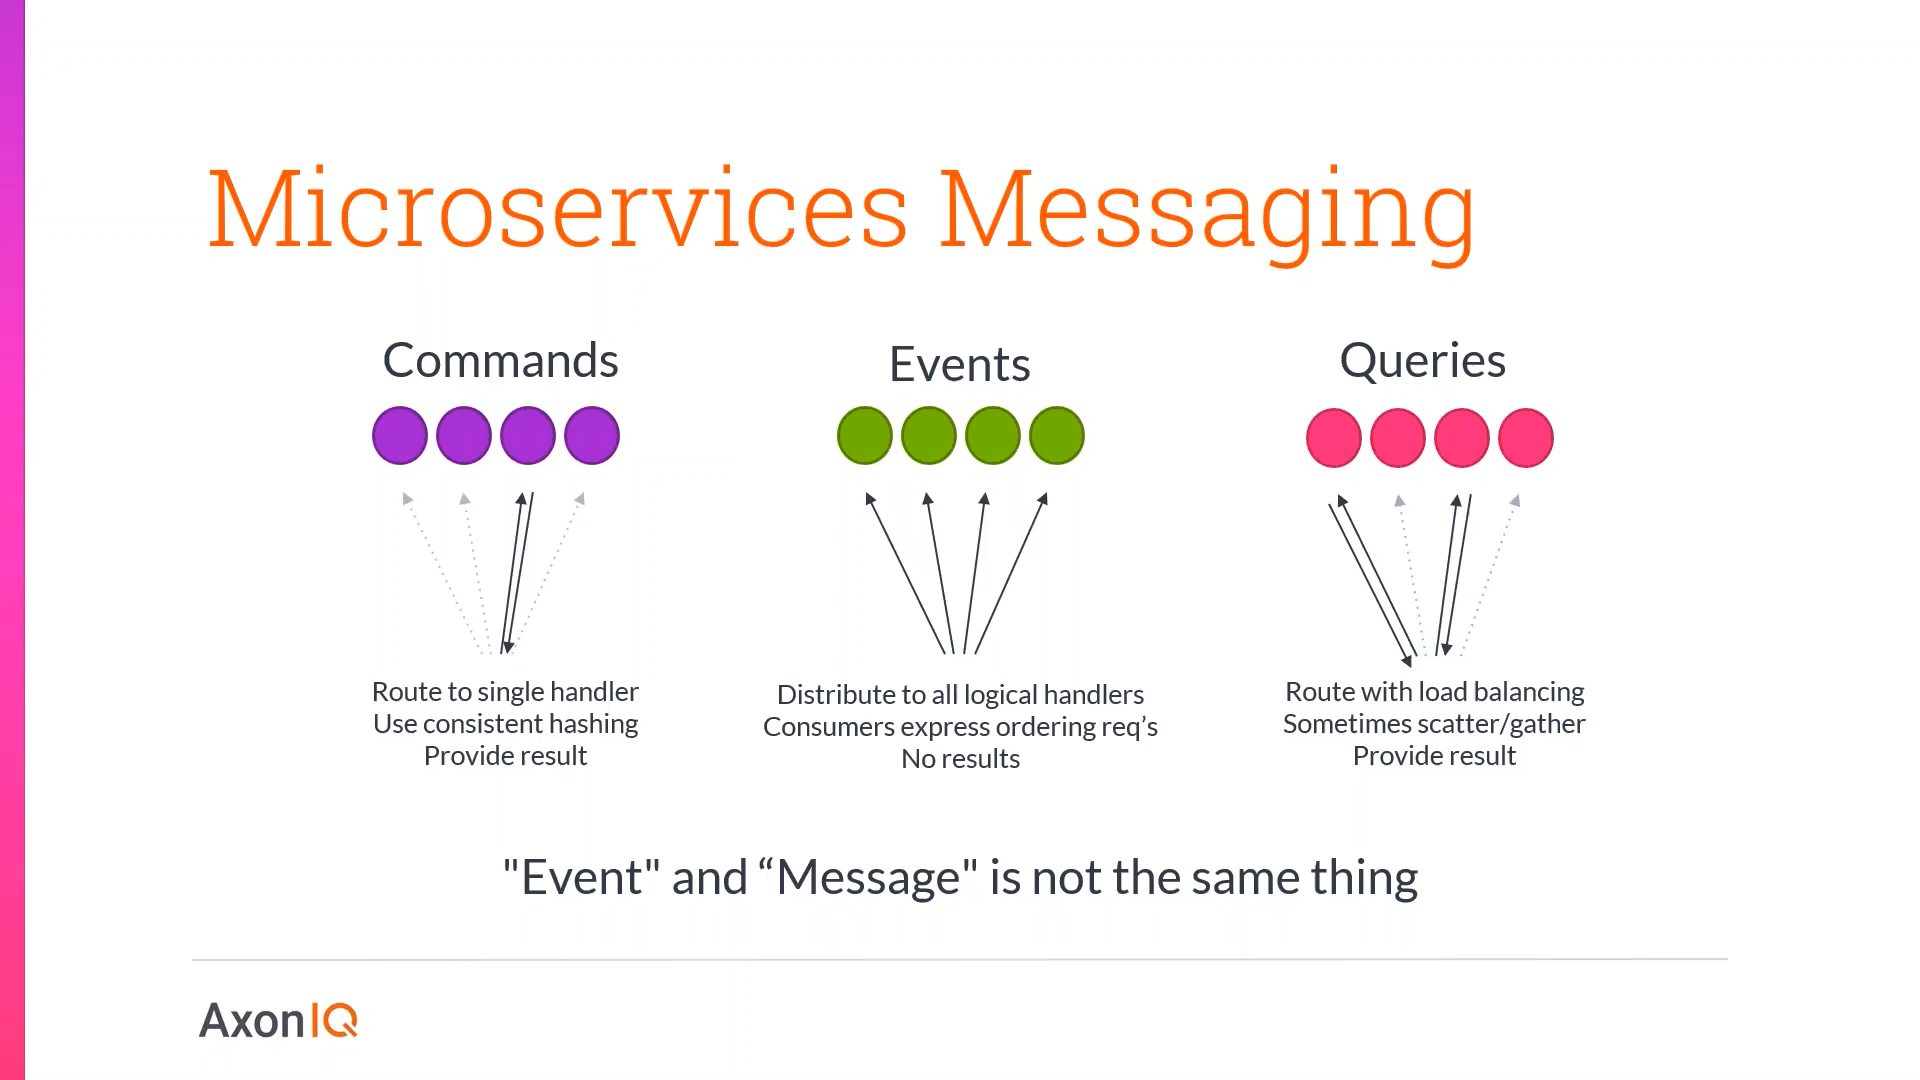 Microservices Messaging
Commands
Events
Queries
Route to single handler
Use consistent hashing
Provide result
Distribute to all logical handlers
Consumers express ordering req’s
No results
Route with load balancing
Sometimes scatter/gather
Provide result
"Event" and “Message" is not the same thing
AxonIQ